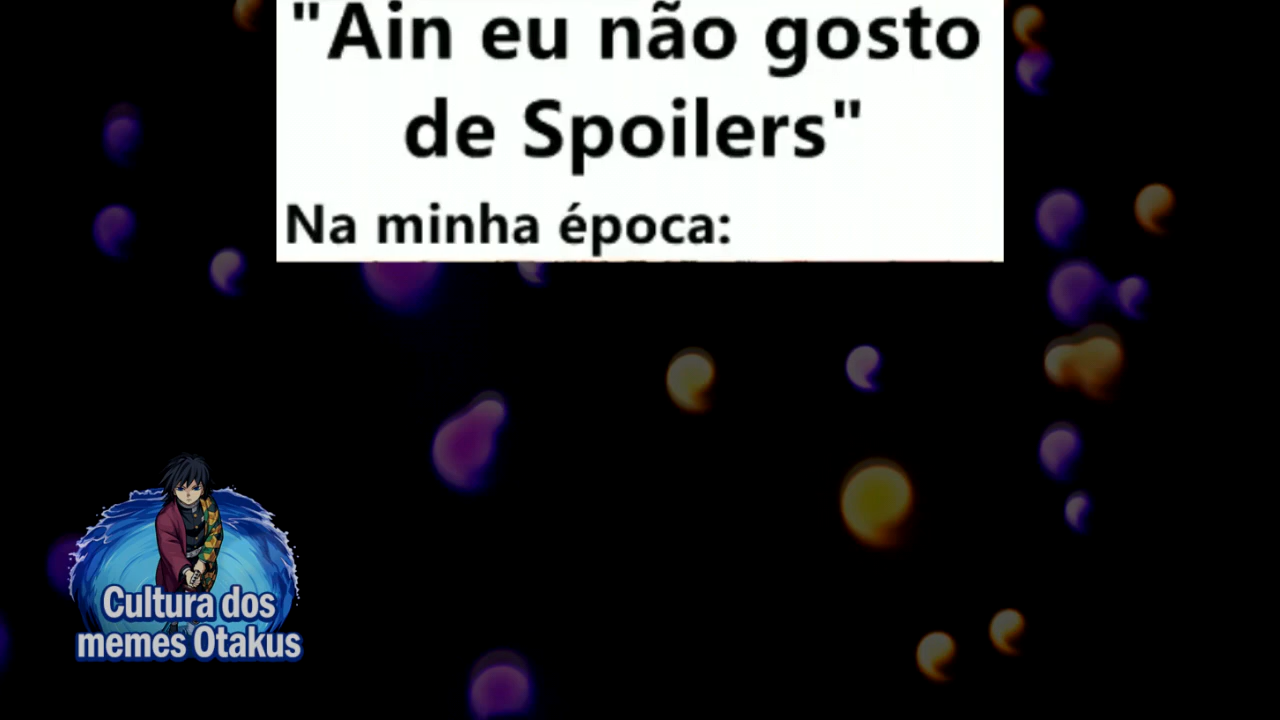 "Ain eu não gosto
de Spoilers"
Na minha época:
Cultura dos
memes Otakus